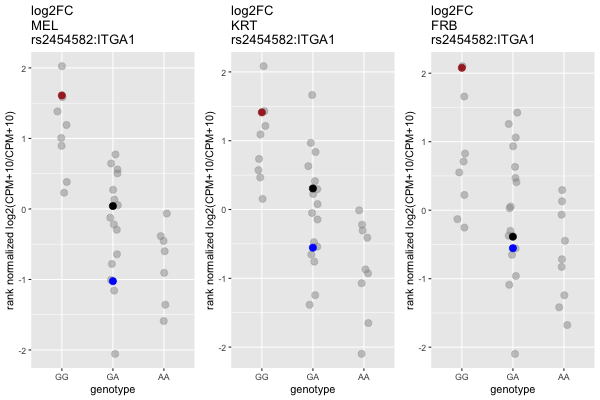 log2FC
MEL
rs2454582:ITGA1
rank normalized log2(CPM+10/CPM+10)
2
1
0
-1
-2
GG GA AA
genotype
log2FC
KRT
rs2454582:ITGA1
rank normalized log2(CPM+10/CPM+10)
2
1
0
-1
-2
GG GA AA
genotype
log2FC
FRB
rs2454582:ITGA1
rank normalized log2(CPM+10/CPM+10)
2
1
0
-1
-2
GG GA AA
genotype